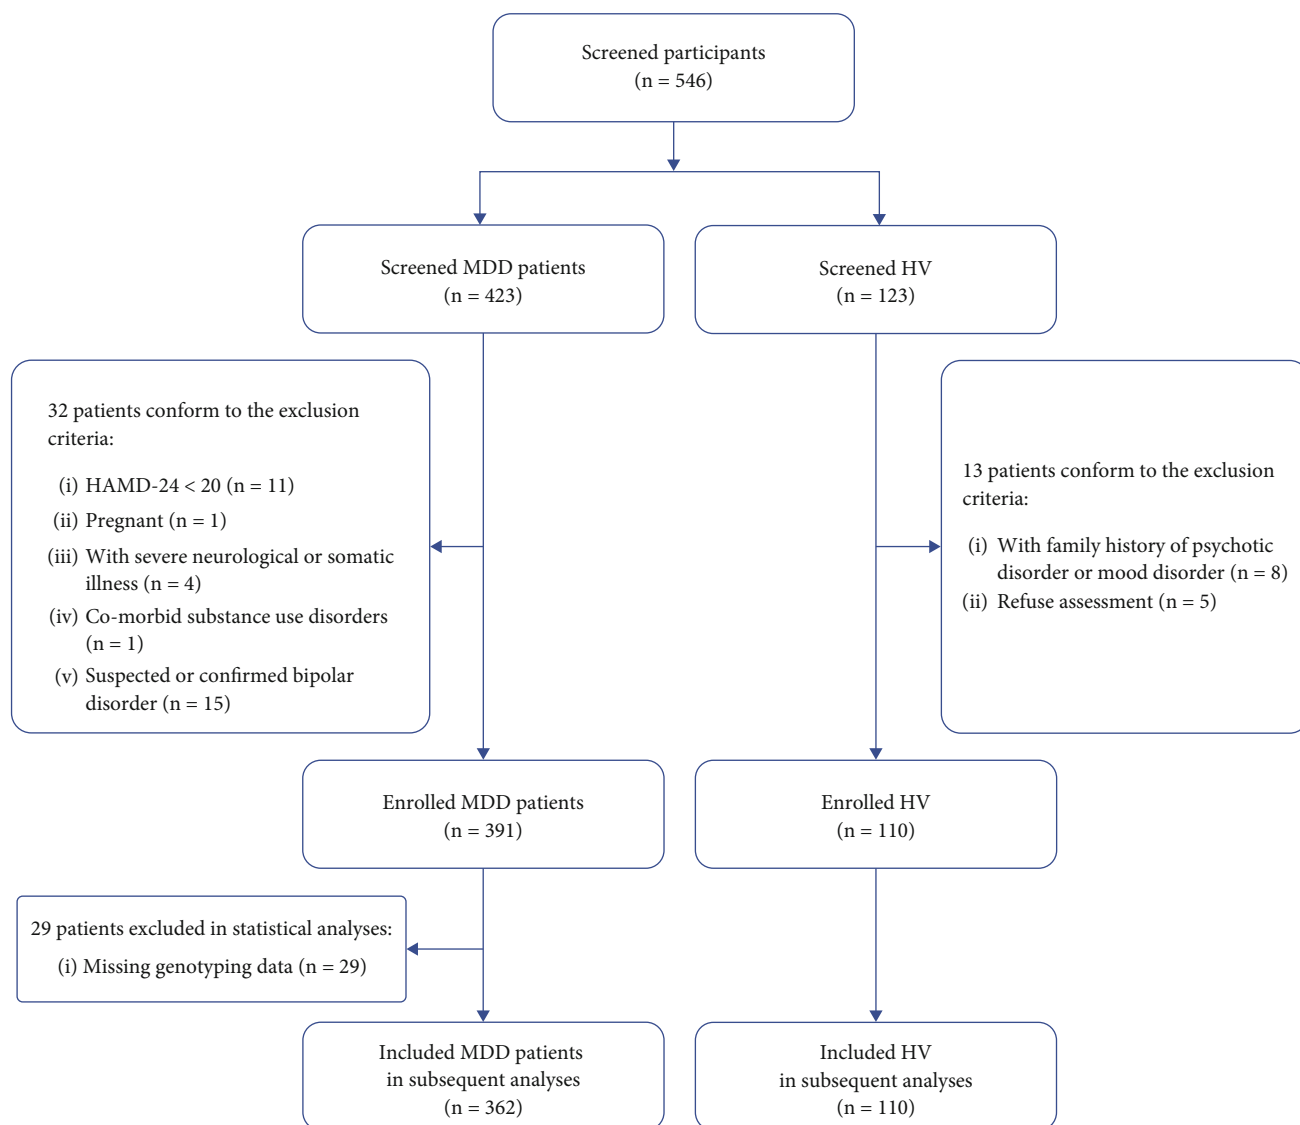 Screened participants
(n = 546)
Screened MDD patients
(n = 423)
Screened HV
(n = 123)
32 patients conform to the exclusion
criteria:
(i) HAMD-24 < 20 (n = 11)
(ii) Pregnant (n = 1)
(iii) With severe neurological or somatic
illness (n = 4)
(iv) Co-morbid substance use disorders
(n = 1)
(v) Suspected or confirmed bipolar
disorder (n = 15)
13 patients conform to the exclusion
criteria:
(i) With family history of psychotic
disorder or mood disorder (n = 8)
(ii) Refuse assessment (n = 5)
Enrolled MDD patients
(n = 391)
Enrolled HV
(n = 110)
29 patients excluded in statistical analyses:
(i) Missing genotyping data (n = 29)
Included MDD patients
in subsequent analyses
(n = 362)
Included HV
in subsequent analyses
(n = 110)